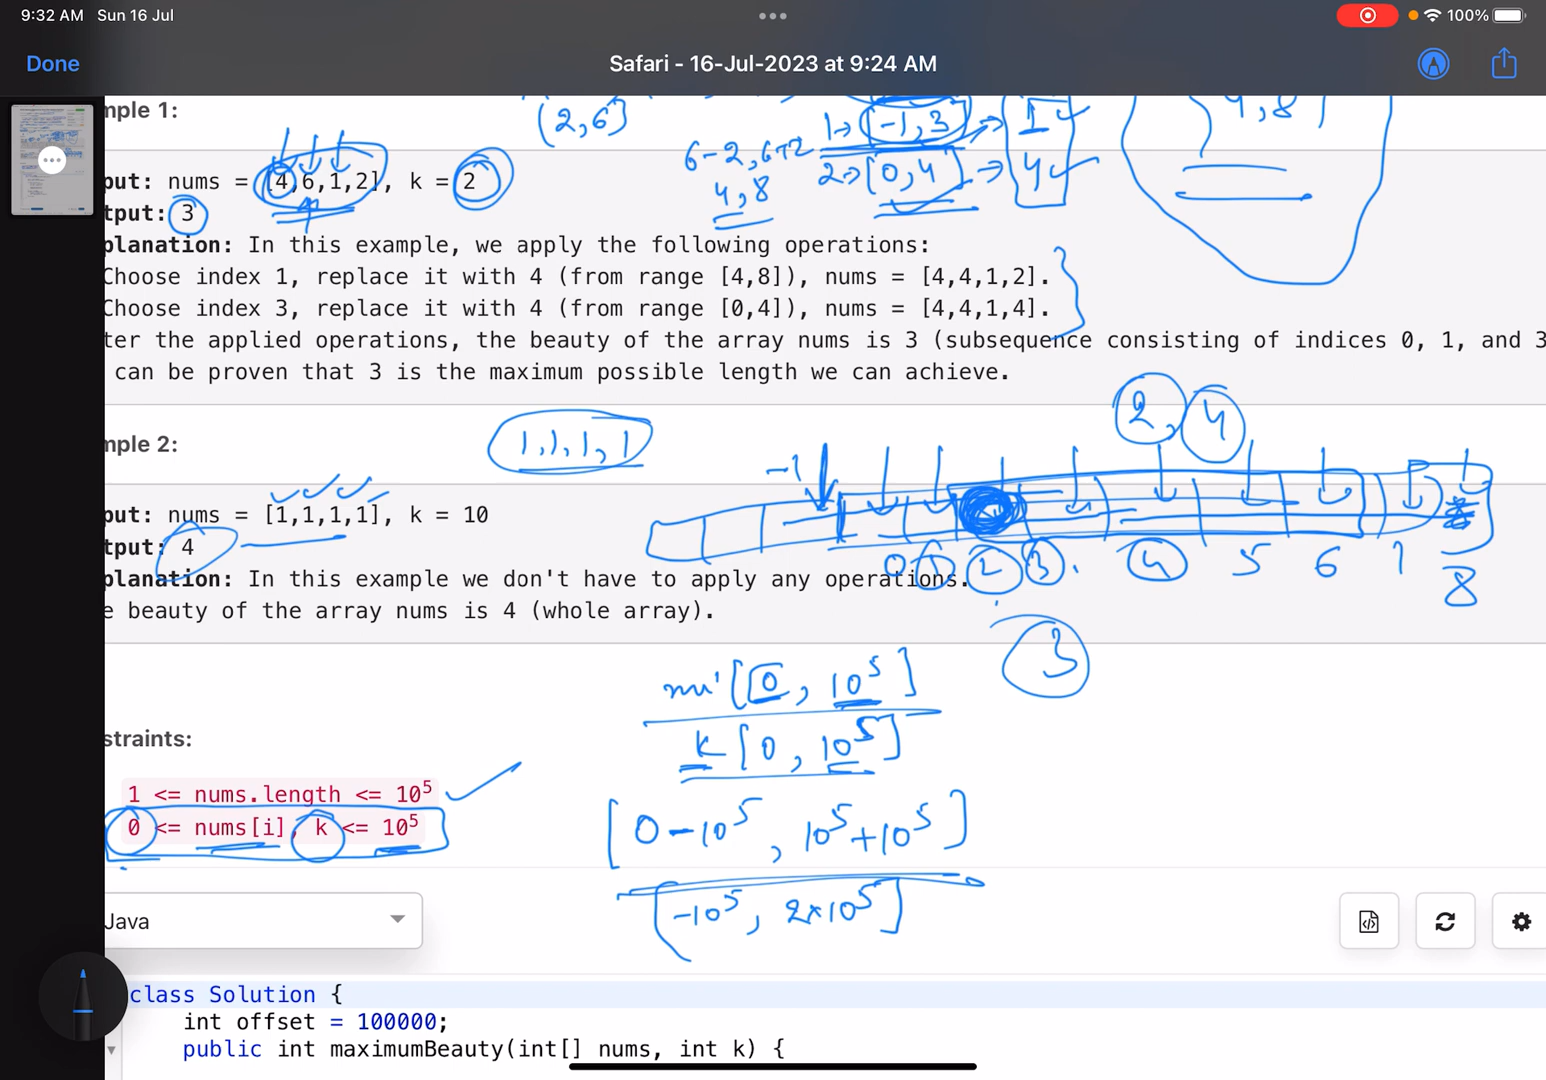 9:32 AM Sun 16 Jul
100%
Done
Safari - 16-Jul-2023 at 9:24 AM
mple 1:
(2,6)
1→ [-1, 3] → 1
4,8)
6-2, 6+2
2→ [0, 4] → 4
4, 8
put: nums = [4,6,1,2], k = 2
tput: 3
planation: In this example, we apply the following operations:
Choose index 1, replace it with 4 (from range [4,8]), nums = [4,4,1,2].
Choose index 3, replace it with 4 (from range [0,4]), nums = [4,4,1,4].
ter the applied operations, the beauty of the array nums is 3 (subsequence consisting of indices 0, 1, and 3
can be proven that 3 is the maximum possible length we can achieve.
2, 4
mple 2:
1,1,1,1
-1
put: nums = [1,1,1,1], k = 10
tput: 4
0 1 2 3 . 4 5 6 7 8
planation: In this example we don't have to apply any operations.
e beauty of the array nums is 4 (whole array).
3
[0, 10^5]
straints:
k [0, 10^5]
1 <= nums.length <= 10^5
0 <= nums[i], k <= 10^5
[0-10^5, 10^5+10^5]
[-10^5, 2×10^5]
Java
class Solution {
int offset = 100000;
public int maximumBeauty(int[] nums, int k) {